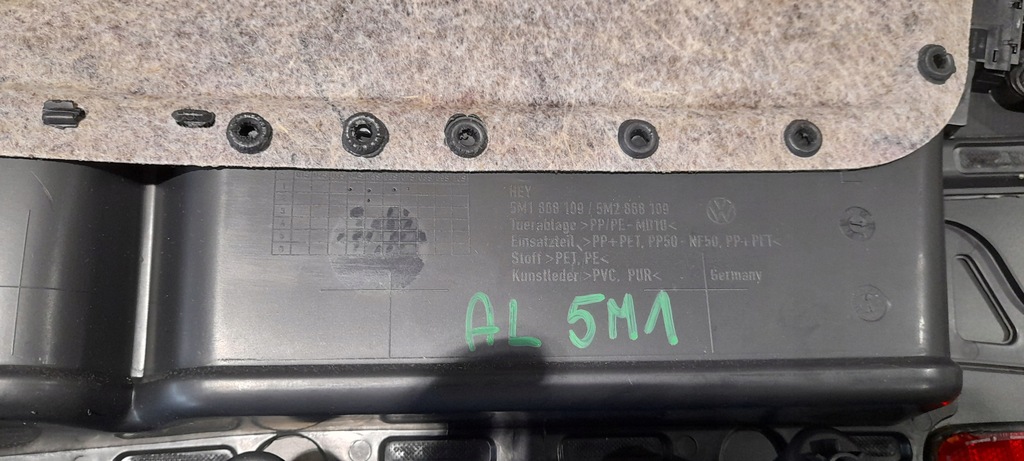 HEY
5M1 868 109 / 5M2 868 109
Tuerablage >PP/PE-MD10<
Einsatzteil >PP+PET, PP50-NF50, PP+PET<
Stoff >PET, PE<
Kunstleder >PVC, PUR<
Germany
AL 5M1